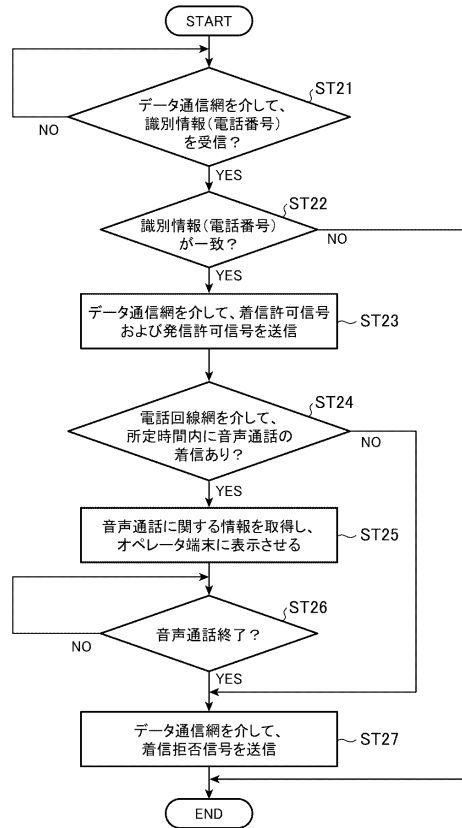 START
ST21
データ通信網を介して、
識別情報(電話番号)
を受信？
NO
YES
ST22
識別情報(電話番号)
が一致？
NO
YES
データ通信網を介して、着信許可信号
および発信許可信号を送信
ST23
ST24
電話回線網を介して、
所定時間内に音声通話の
着信あり？
NO
YES
音声通話に関する情報を取得し、
オペレータ端末に表示させる
ST25
ST26
音声通話終了？
NO
YES
データ通信網を介して、
着信拒否信号を送信
ST27
END